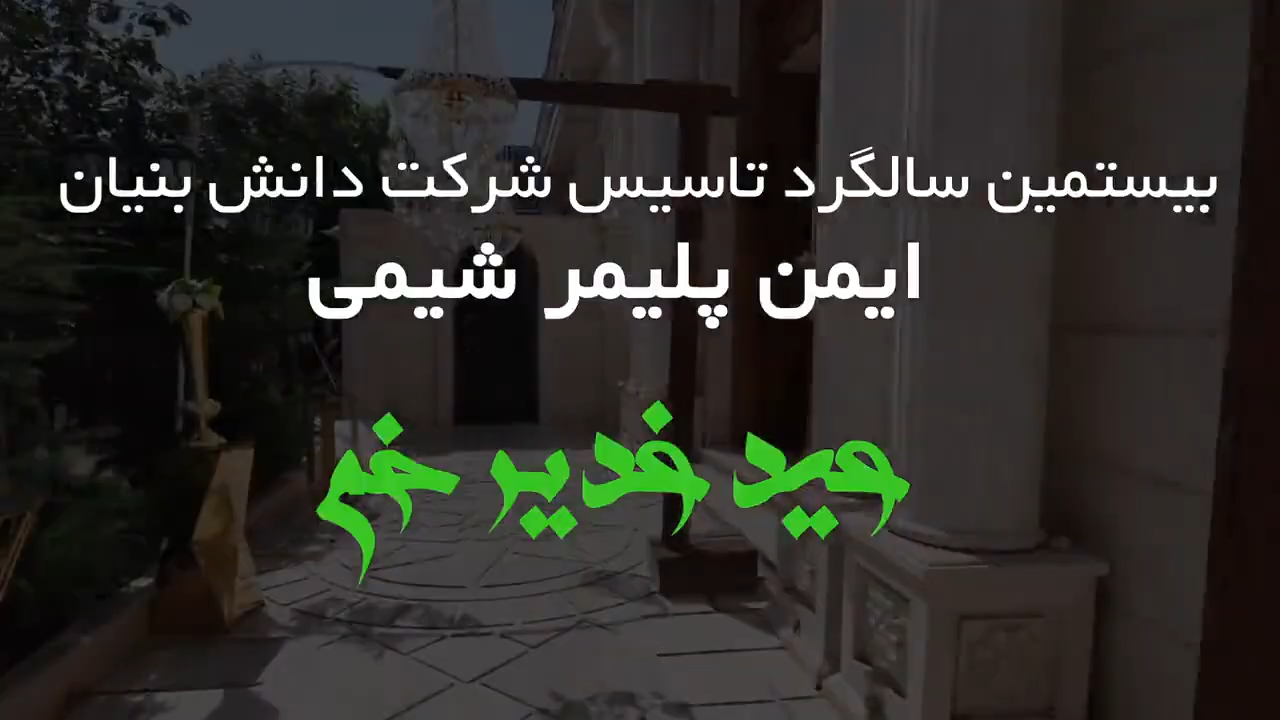 بیستمین سالگرد تاسیس شرکت دانش بنیان
ایمن پلیمر شیمی
عید غدیر خم